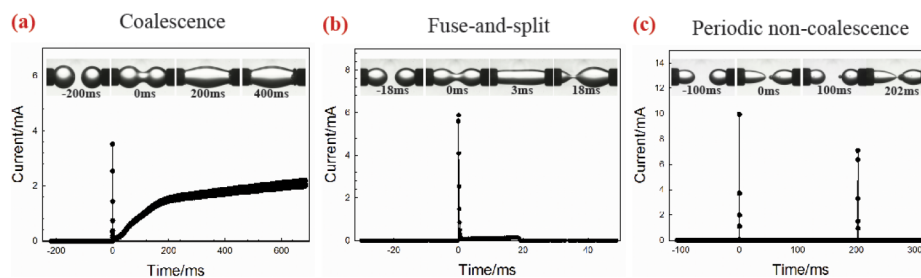 (a) Coalescence
6
4
2
0
Current/mA
-200ms 0ms 200ms 400ms
-200 0 200 400 600
Time/ms
(b) Fuse-and-split
8
6
4
2
0
Current/mA
-18ms 0ms 3ms 18ms
-20 0 20 40
Time/ms
(c) Periodic non-coalescence
14
12
10
8
6
4
2
0
Current/mA
-100ms 0ms 100ms 202ms
-100 0 100 200 300
Time/ms